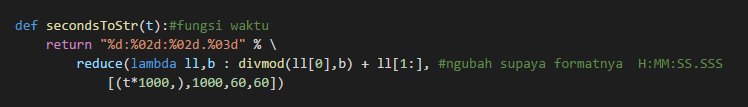 def secondsToStr(t):#fungsi waktu
return "%d:%02d:%02d.%03d" % \
reduce(lambda ll,b : divmod(ll[0],b) + ll[1:], #ngubah supaya formatnya  H:MM:SS.SSS
[(t*1000,),1000,60,60])